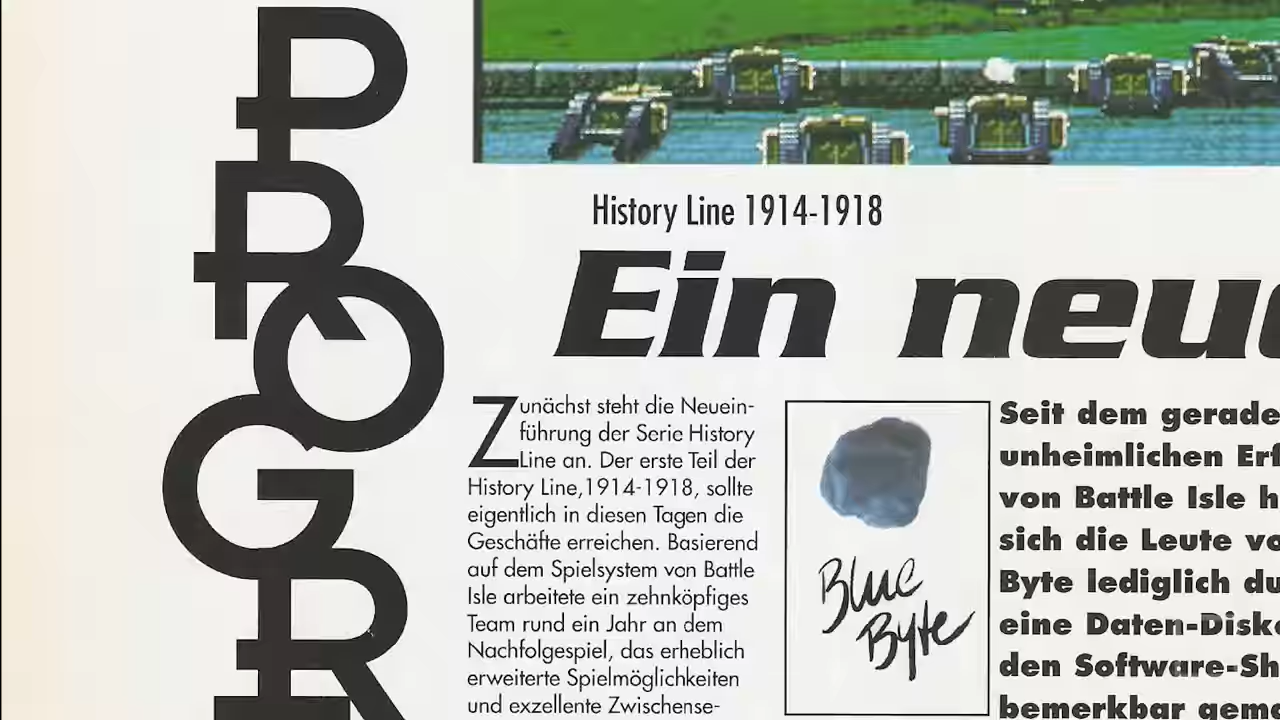 PROGR
History Line 1914-1918
Ein neue
Zunächst steht die Neuein-
führung der Serie History
Line an. Der erste Teil der
History Line,1914-1918, sollte
eigentlich in diesen Tagen die
Geschäfte erreichen. Basierend
auf dem Spielsystem von Battle
Isle arbeitete ein zehnköpfiges
Team rund ein Jahr an dem
Nachfolgespiel, das erheblich
erweiterte Spielmöglichkeiten
und exzellente Zwischense-
Blue
Byte
Seit dem gerade
unheimlichen Erf
von Battle Isle h
sich die Leute vo
Byte lediglich du
eine Daten-Diske
den Software-Sh
bemerkbar gema